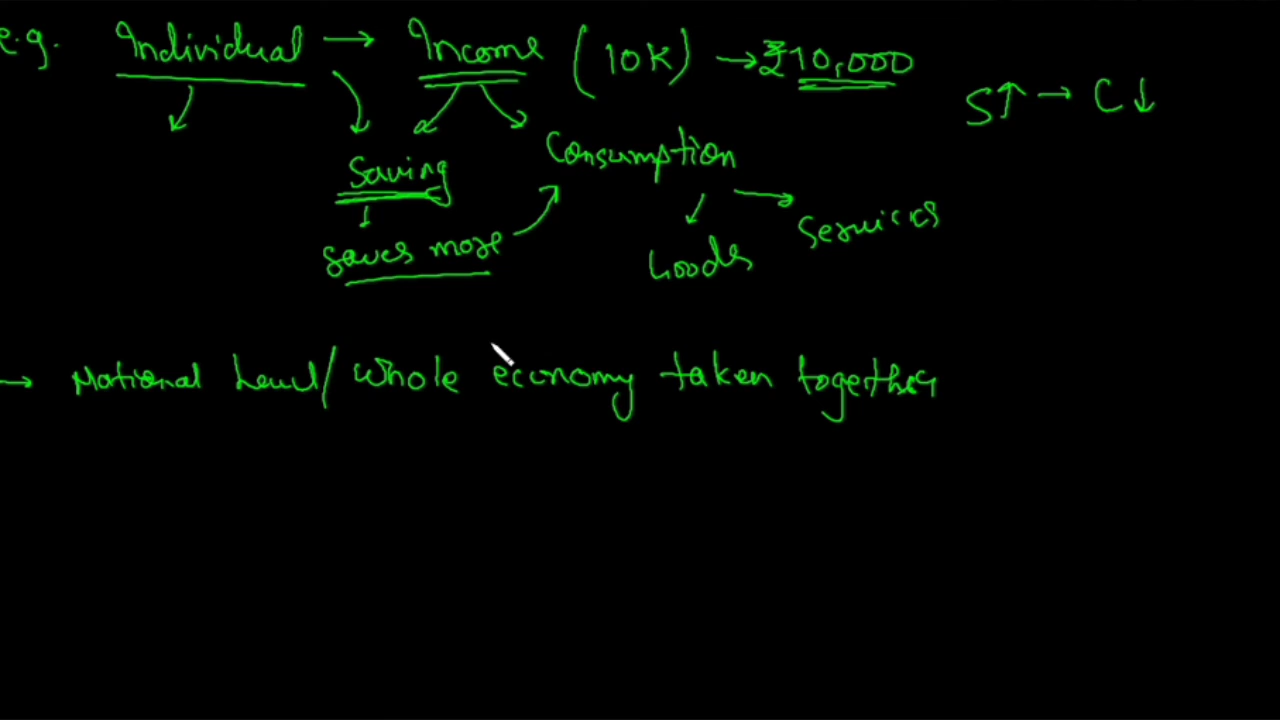 e.g. Individual → Income (10K) → ₹10,000
S↑ → C↓
Saving Consumption
saves more Goods Services
→ National Level/Whole economy taken together